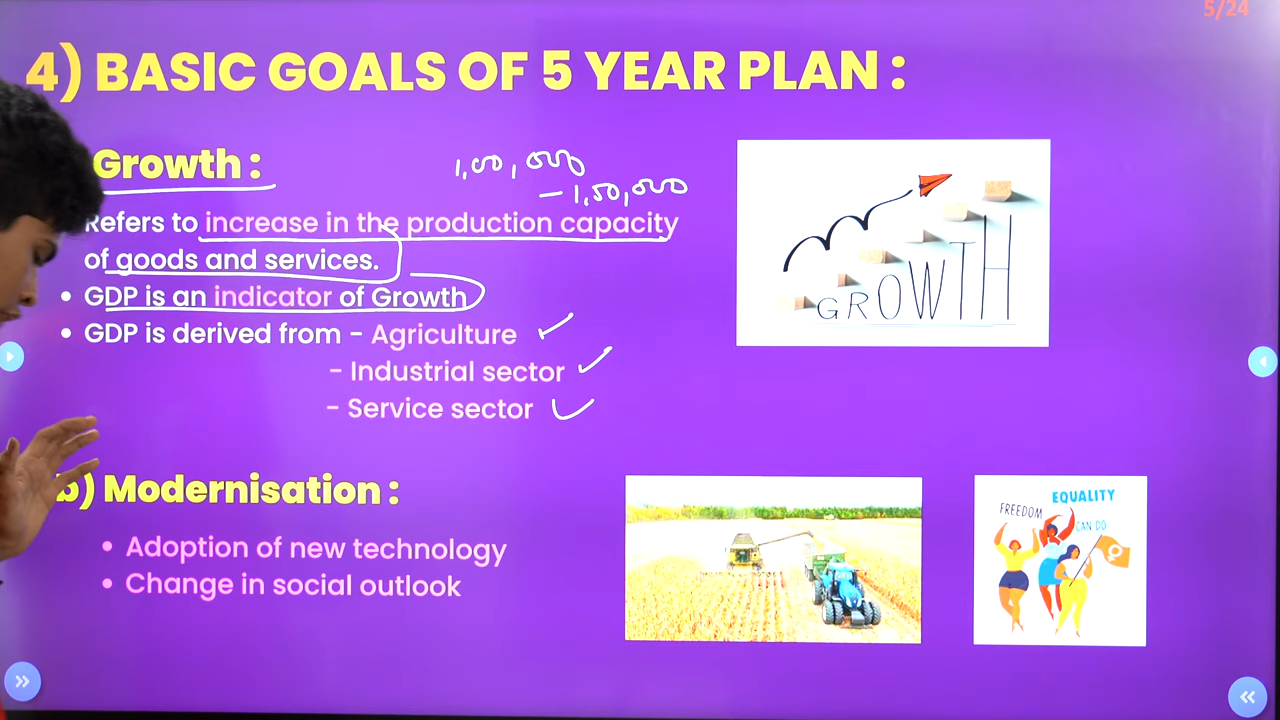 5/24
4) BASIC GOALS OF 5 YEAR PLAN :
Growth :
1,00,000
- 1,50,000
Refers to increase in the production capacity
of goods and services.
• GDP is an indicator of Growth
• GDP is derived from - Agriculture
- Industrial sector
- Service sector
GROWTH
b) Modernisation :
• Adoption of new technology
• Change in social outlook
EQUALITY
FREEDOM
CAN DO